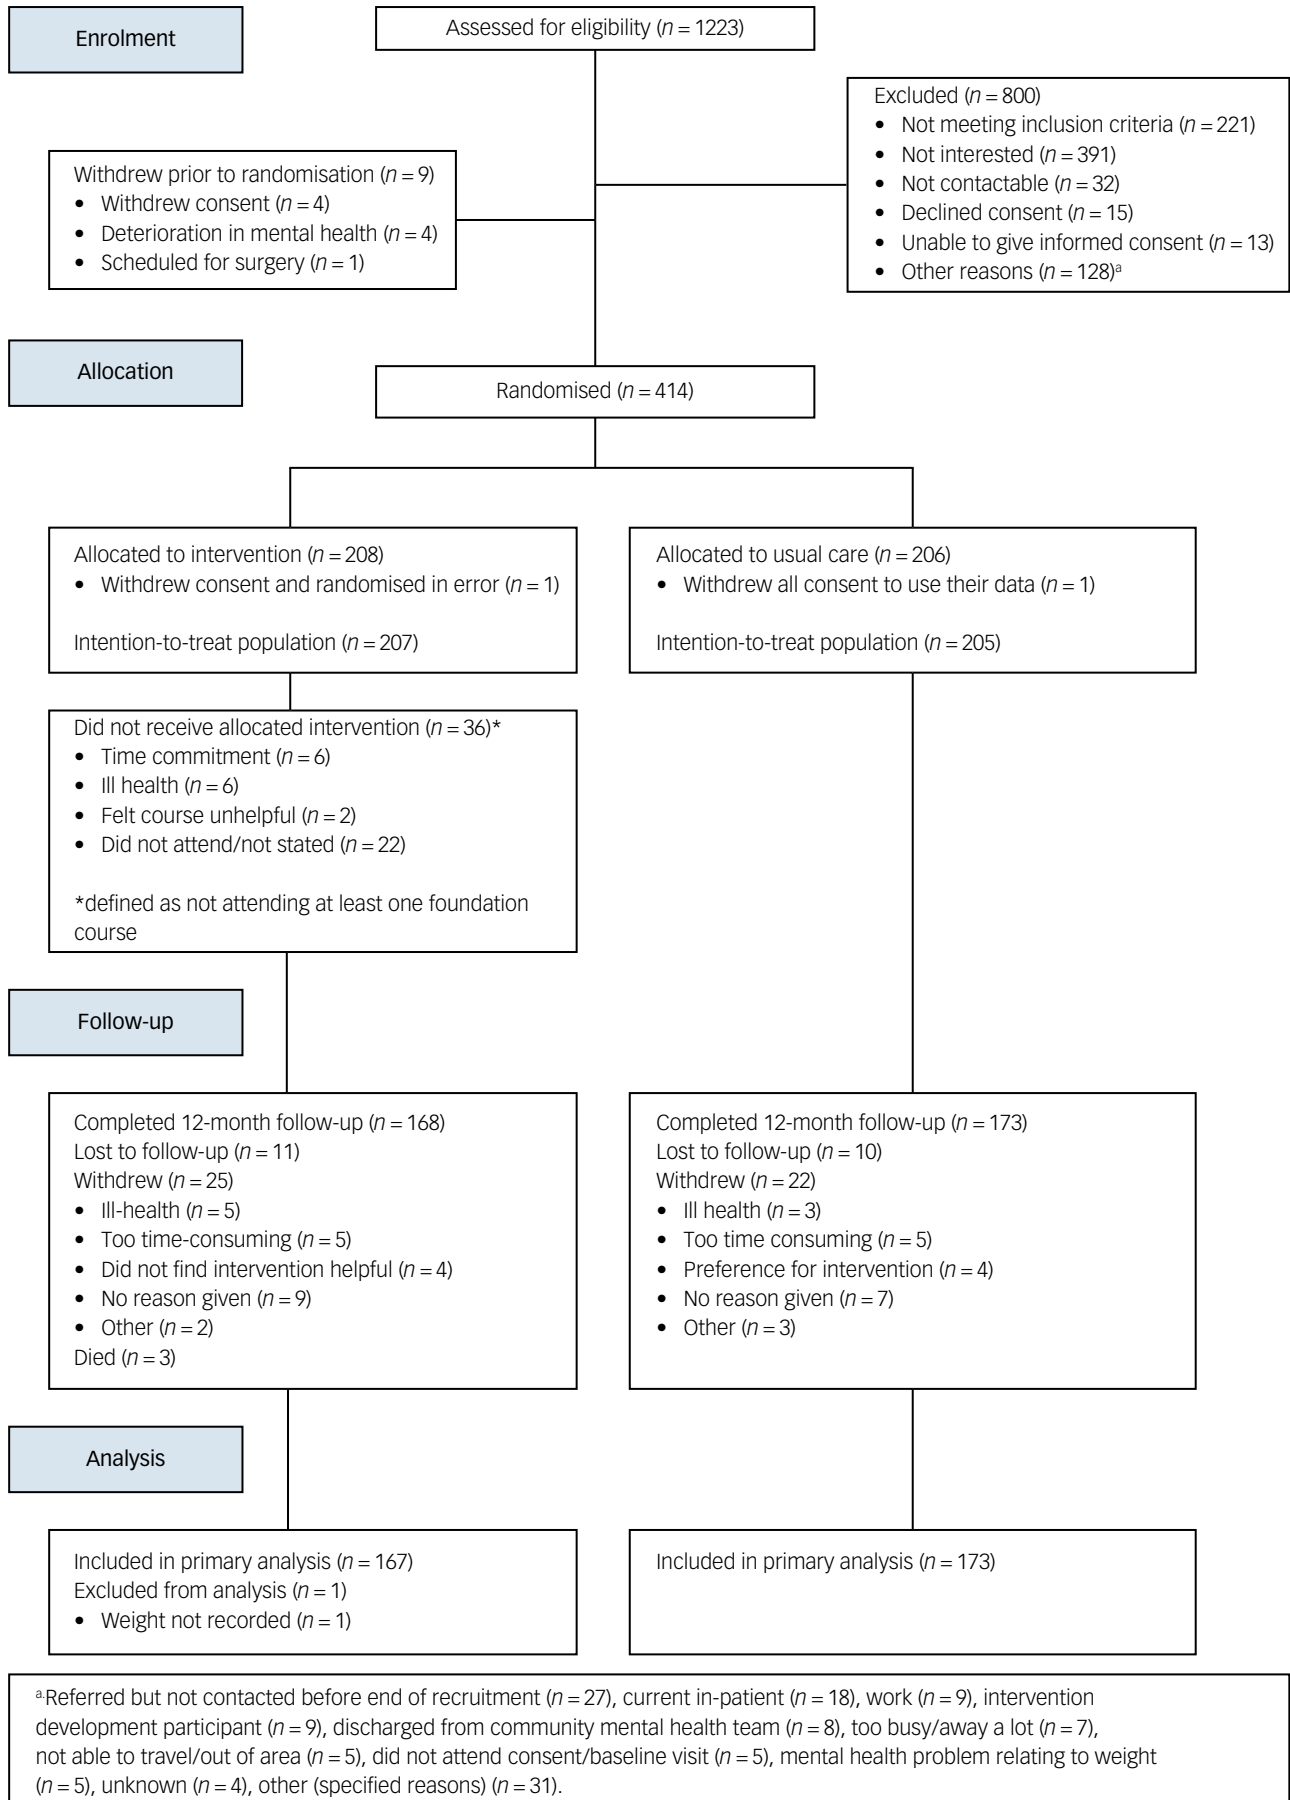 Enrolment
Assessed for eligibility (n = 1223)
Excluded (n = 800)
• Not meeting inclusion criteria (n = 221)
• Not interested (n = 391)
• Not contactable (n = 32)
• Declined consent (n = 15)
• Unable to give informed consent (n = 13)
• Other reasons (n = 128)a
Withdrew prior to randomisation (n = 9)
• Withdrew consent (n = 4)
• Deterioration in mental health (n = 4)
• Scheduled for surgery (n = 1)
Allocation
Randomised (n = 414)
Allocated to intervention (n = 208)
• Withdrew consent and randomised in error (n = 1)
Intention-to-treat population (n = 207)
Allocated to usual care (n = 206)
• Withdrew all consent to use their data (n = 1)
Intention-to-treat population (n = 205)
Did not receive allocated intervention (n = 36)*
• Time commitment (n = 6)
• Ill health (n = 6)
• Felt course unhelpful (n = 2)
• Did not attend/not stated (n = 22)
*defined as not attending at least one foundation
course
Follow-up
Completed 12-month follow-up (n = 168)
Lost to follow-up (n = 11)
Withdrew (n = 25)
• Ill-health (n = 5)
• Too time-consuming (n = 5)
• Did not find intervention helpful (n = 4)
• No reason given (n = 9)
• Other (n = 2)
Died (n = 3)
Completed 12-month follow-up (n = 173)
Lost to follow-up (n = 10)
Withdrew (n = 22)
• Ill health (n = 3)
• Too time consuming (n = 5)
• Preference for intervention (n = 4)
• No reason given (n = 7)
• Other (n = 3)
Analysis
Included in primary analysis (n = 167)
Excluded from analysis (n = 1)
• Weight not recorded (n = 1)
Included in primary analysis (n = 173)
a.Referred but not contacted before end of recruitment (n = 27), current in-patient (n = 18), work (n = 9), intervention
development participant (n = 9), discharged from community mental health team (n = 8), too busy/away a lot (n = 7),
not able to travel/out of area (n = 5), did not attend consent/baseline visit (n = 5), mental health problem relating to weight
(n = 5), unknown (n = 4), other (specified reasons) (n = 31).